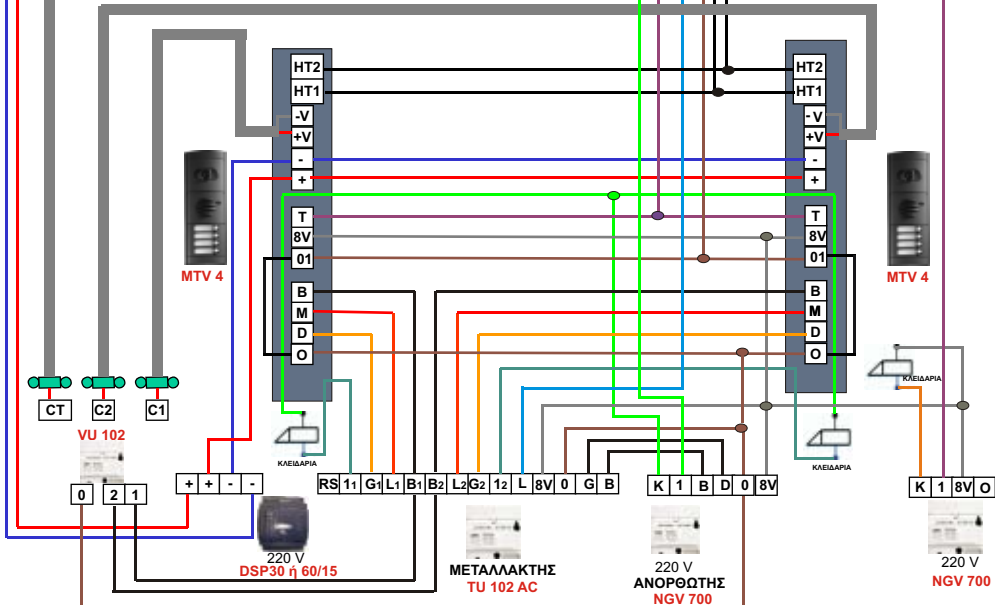 HT2
HT1
-V
+V
-
+
T
8V
01
B
M
D
O
HT2
HT1
-V
+V
-
+
T
8V
01
B
M
D
O
MTV 4
MTV 4
CT
C2
C1
VU 102
0
2 1
+ + - -
220 V
DSP30 ή 60/15
ΚΛΕΙΔΑΡΙΑ
RS 11 G1 L1 B1 B2 L2 G2 12 L 8V 0 G B
ΜΕΤΑΛΛΑΚΤΗΣ
TU 102 AC
K 1 B D 0 8V
220 V
ΑΝΟΡΘΩΤΗΣ
NGV 700
ΚΛΕΙΔΑΡΙΑ
ΚΛΕΙΔΑΡΙΑ
K 1 8V O
220 V
NGV 700